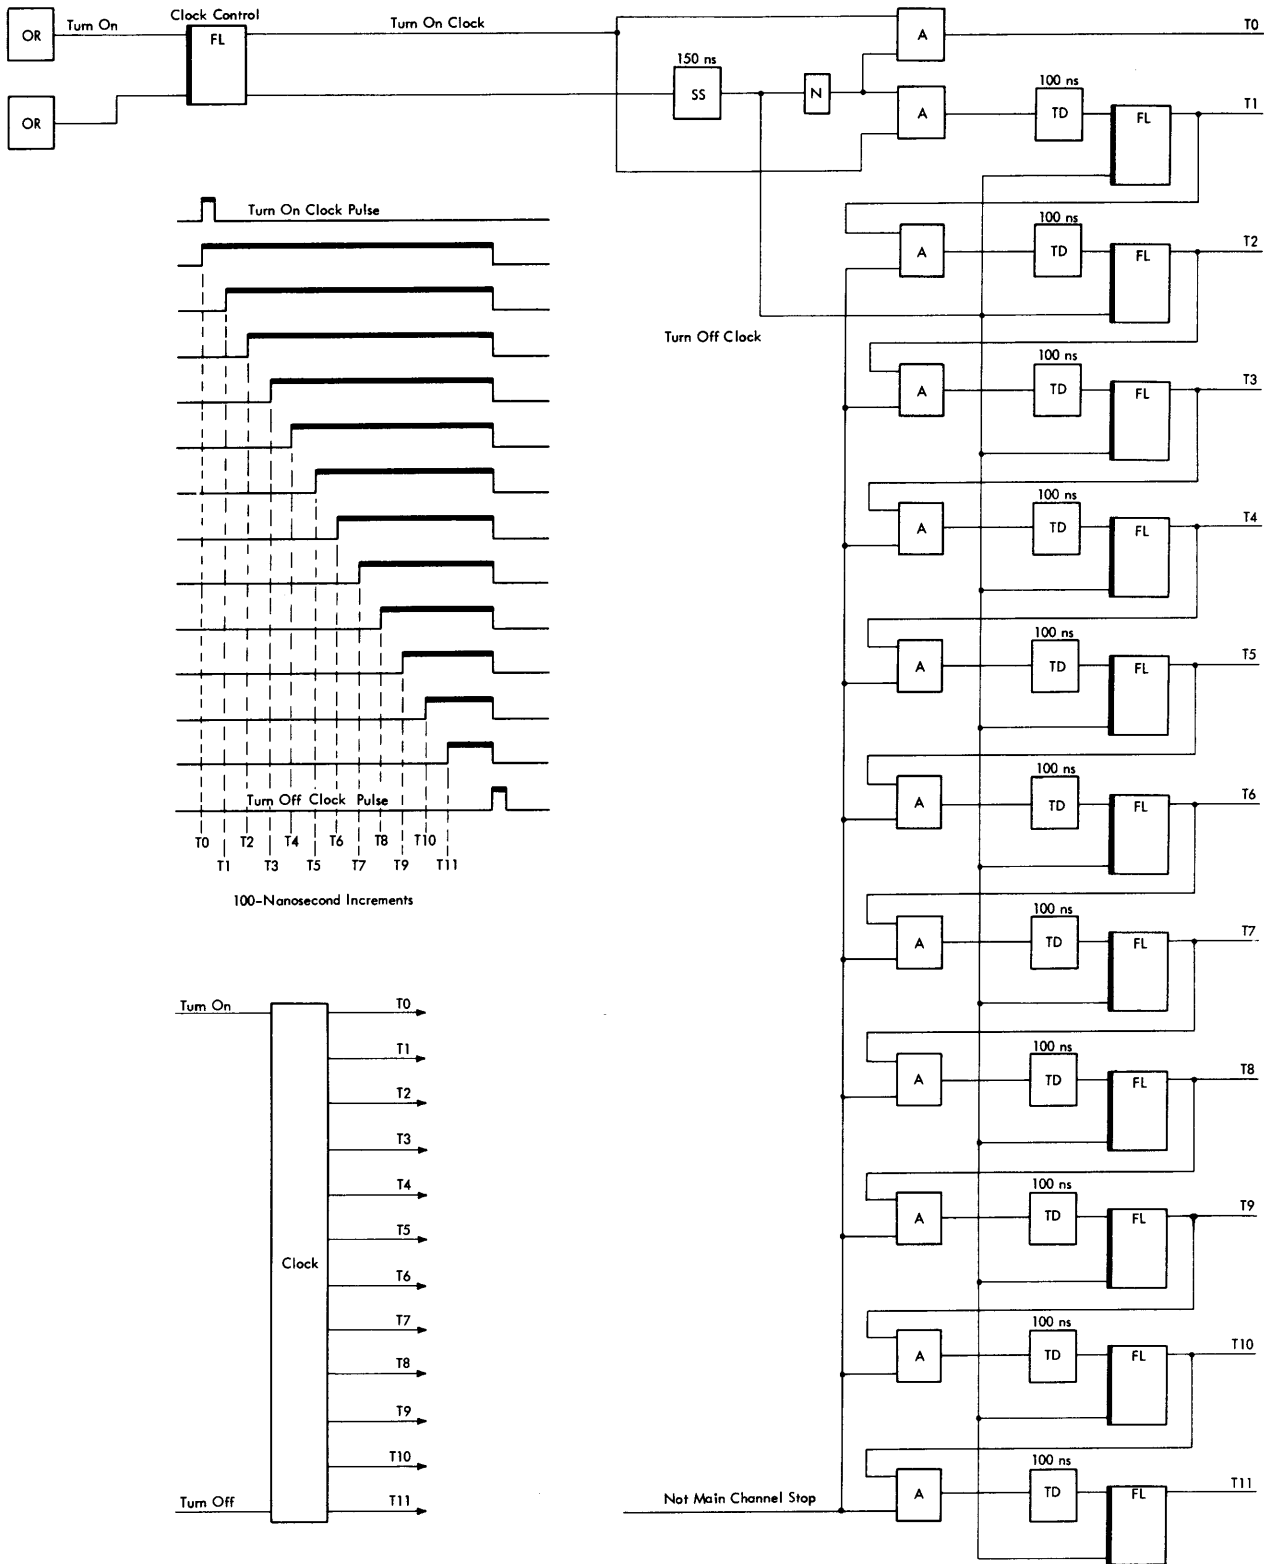 OR
Turn On
Clock Control
FL
Turn On Clock
OR
150 ns
SS
N
A
T0
A
100 ns
TD
FL
T1
A
100 ns
TD
FL
T2
Turn Off Clock
A
100 ns
TD
FL
T3
A
100 ns
TD
FL
T4
A
100 ns
TD
FL
T5
A
100 ns
TD
FL
T6
A
100 ns
TD
FL
T7
A
100 ns
TD
FL
T8
A
100 ns
TD
FL
T9
A
100 ns
TD
FL
T10
Not Main Channel Stop
A
100 ns
TD
FL
T11
Turn On Clock Pulse
Turn Off Clock Pulse
T0 T2 T4 T6 T8 T10
T1 T3 T5 T7 T9 T11
100-Nanosecond Increments
Turn On
Clock
Turn Off
T0
T1
T2
T3
T4
T5
T6
T7
T8
T9
T10
T11